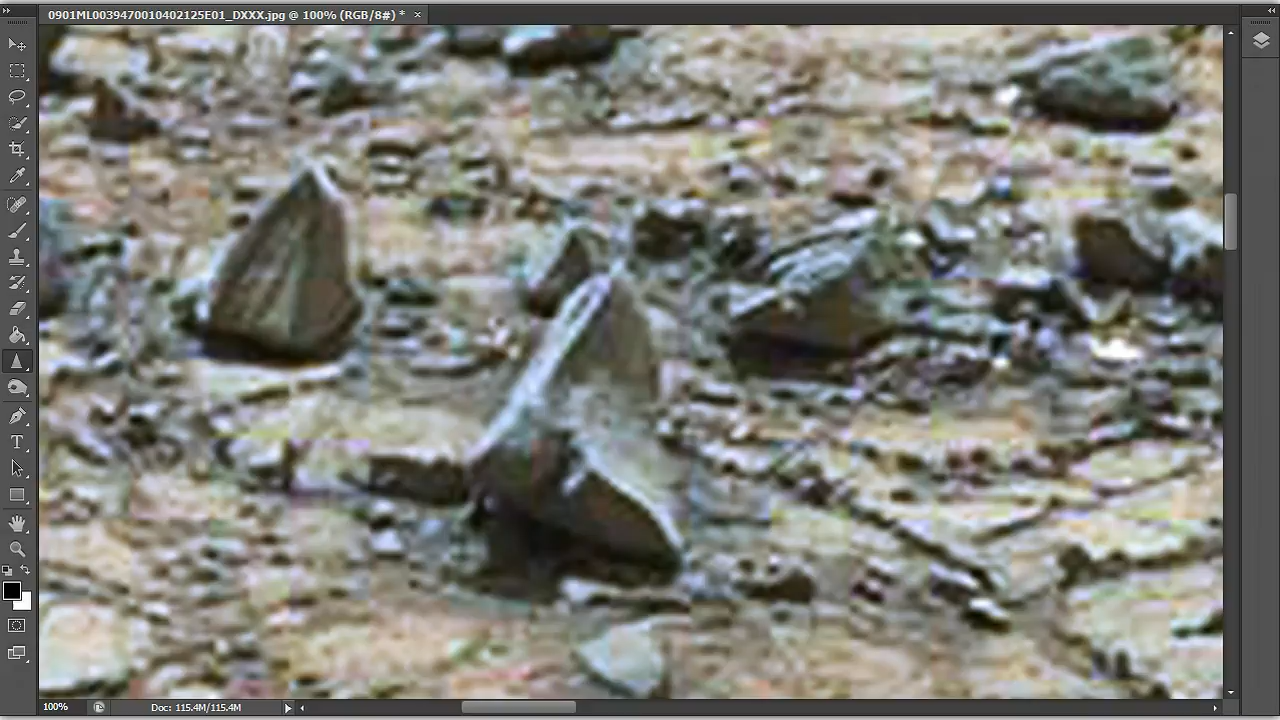 0901ML0039470010402125E01_DXXX.jpg @ 100% (RGB/8#) * ×
T
100% Doc: 115.4M/115.4M